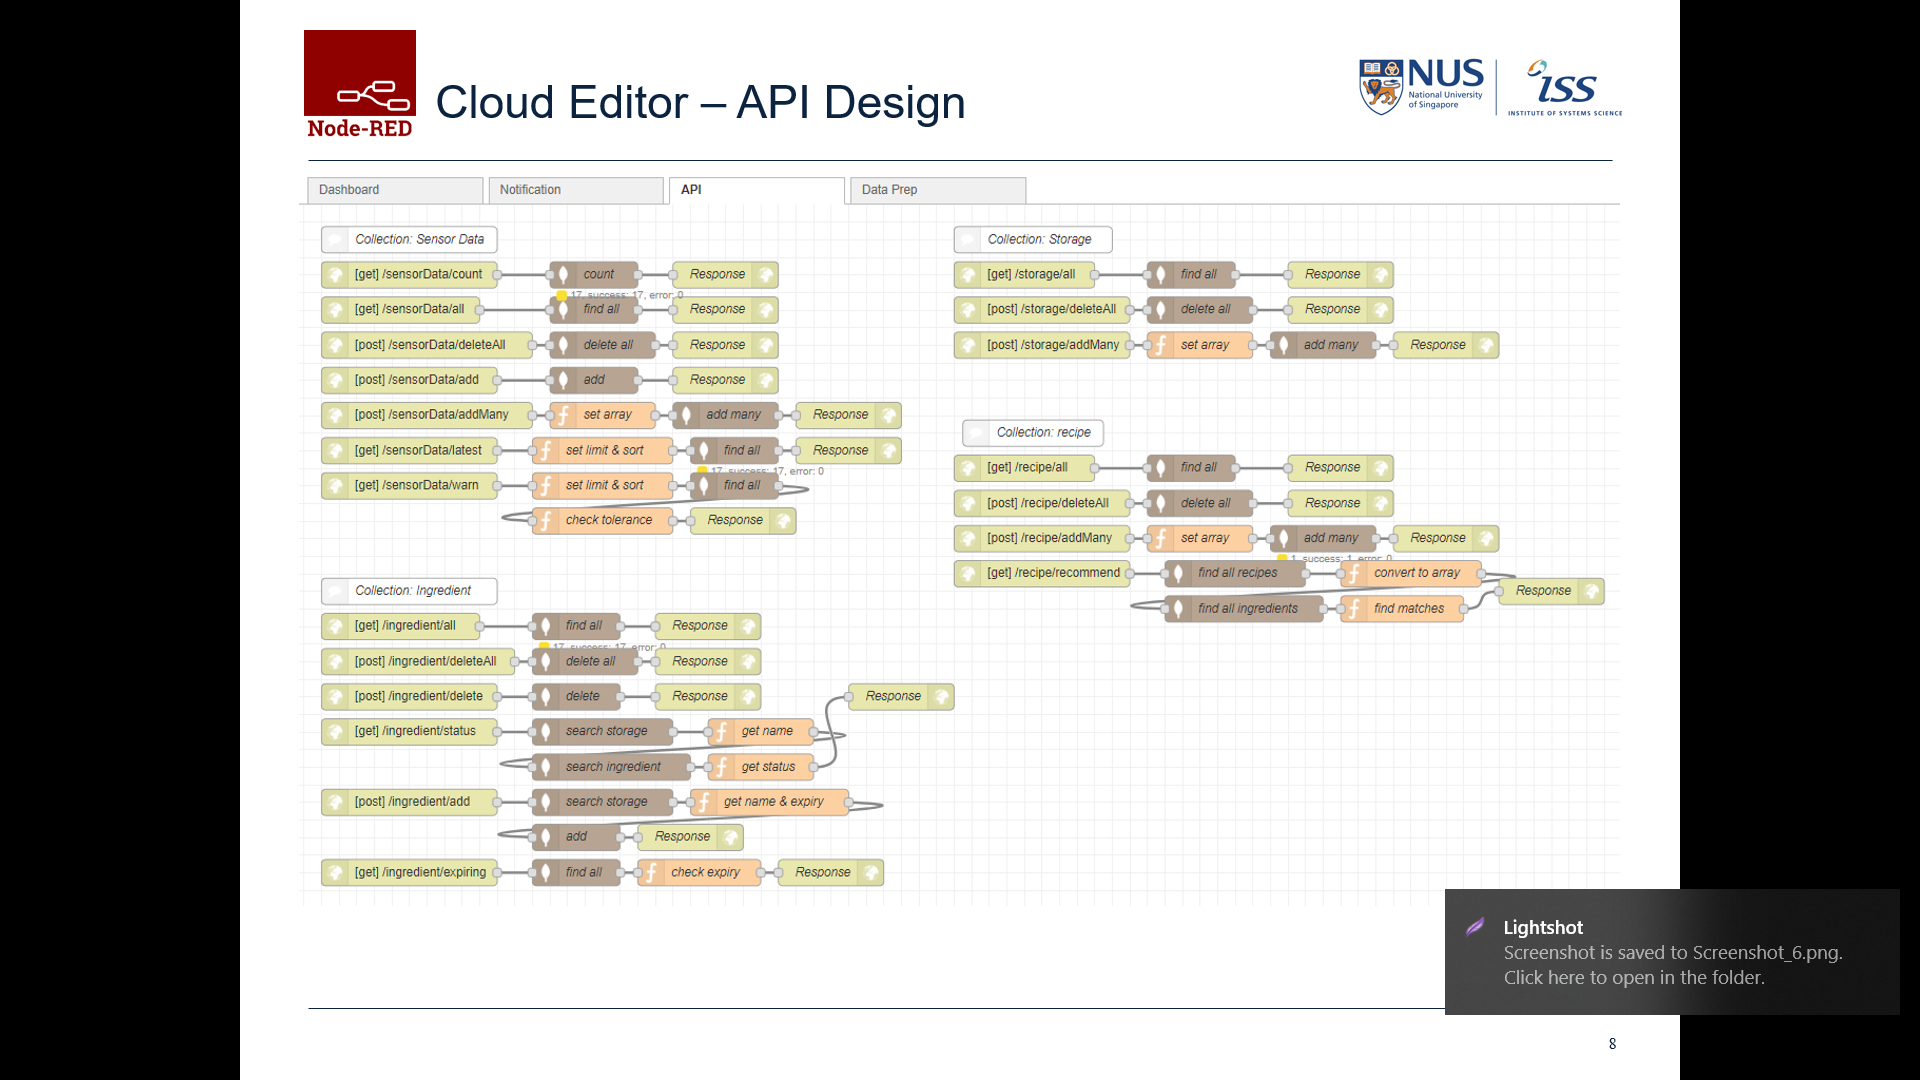 Node-RED
Cloud Editor – API Design
NUS
National University
of Singapore
iss
INSTITUTE OF SYSTEMS SCIENCE
Dashboard
Notification
API
Data Prep
Collection: Sensor Data
[get] /sensorData/count
count
Response
17, success: 17, error: 0
[get] /sensorData/all
find all
Response
[post] /sensorData/deleteAll
delete all
Response
[post] /sensorData/add
add
Response
[post] /sensorData/addMany
set array
add many
Response
[get] /sensorData/latest
set limit & sort
find all
Response
17, success: 17, error: 0
[get] /sensorData/warn
set limit & sort
find all
check tolerance
Response
Collection: Ingredient
[get] /ingredient/all
find all
Response
17, success: 17, error: 0
[post] /ingredient/deleteAll
delete all
Response
[post] /ingredient/delete
delete
Response
Response
[get] /ingredient/status
search storage
get name
search ingredient
get status
[post] /ingredient/add
search storage
get name & expiry
add
Response
[get] /ingredient/expiring
find all
check expiry
Response
Collection: Storage
[get] /storage/all
find all
Response
[post] /storage/deleteAll
delete all
Response
[post] /storage/addMany
set array
add many
Response
Collection: recipe
[get] /recipe/all
find all
Response
[post] /recipe/deleteAll
delete all
Response
[post] /recipe/addMany
set array
add many
Response
1, success: 1, error: 0
[get] /recipe/recommend
find all recipes
convert to array
Response
find all ingredients
find matches
Lightshot
Screenshot is saved to Screenshot_6.png.
Click here to open in the folder.
8